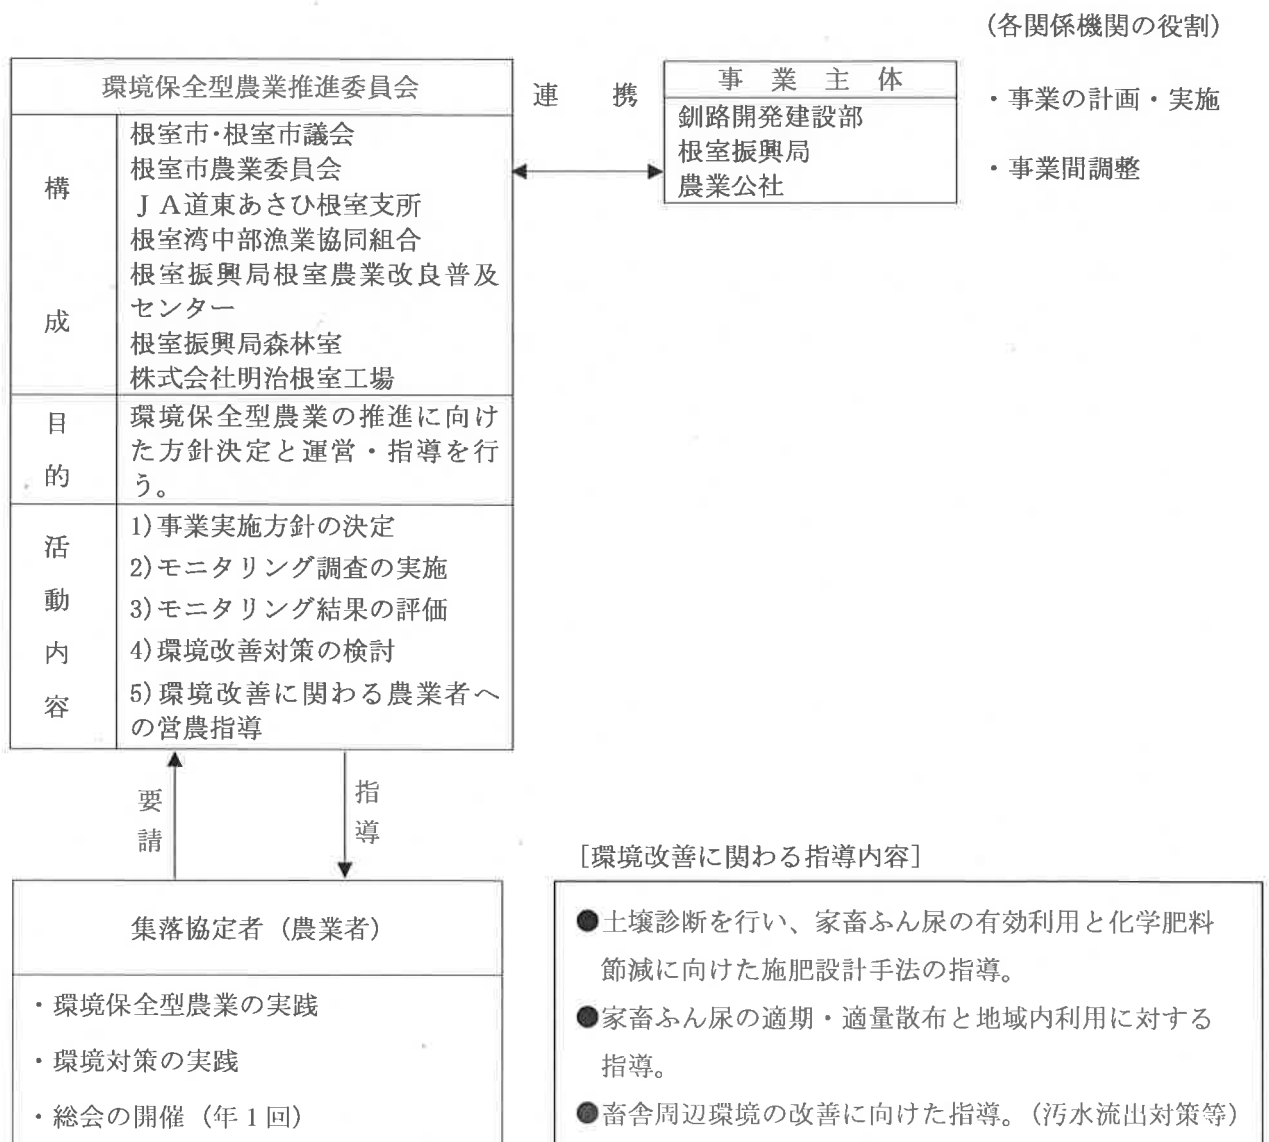 (各関係機関の役割)
環境保全型農業推進委員会
連 携
事 業 主 体
・事業の計画・実施
釧路開発建設部
根室振興局
農業公社
・事業間調整
構成
根室市・根室市議会
根室市農業委員会
ＪＡ道東あさひ根室支所
根室湾中部漁業協同組合
根室振興局根室農業改良普及
センター
根室振興局森林室
株式会社明治根室工場
目的
環境保全型農業の推進に向け
た方針決定と運営・指導を行
う。
活動内容
1)事業実施方針の決定
2)モニタリング調査の実施
3)モニタリング結果の評価
4)環境改善対策の検討
5)環境改善に関わる農業者へ
の営農指導
要請
指導
集落協定者（農業者）
・環境保全型農業の実践
・環境対策の実践
・総会の開催（年１回）
［環境改善に関わる指導内容］
●土壌診断を行い、家畜ふん尿の有効利用と化学肥料
節減に向けた施肥設計手法の指導。
●家畜ふん尿の適期・適量散布と地域内利用に対する
指導。
●畜舎周辺環境の改善に向けた指導。（汚水流出対策等）